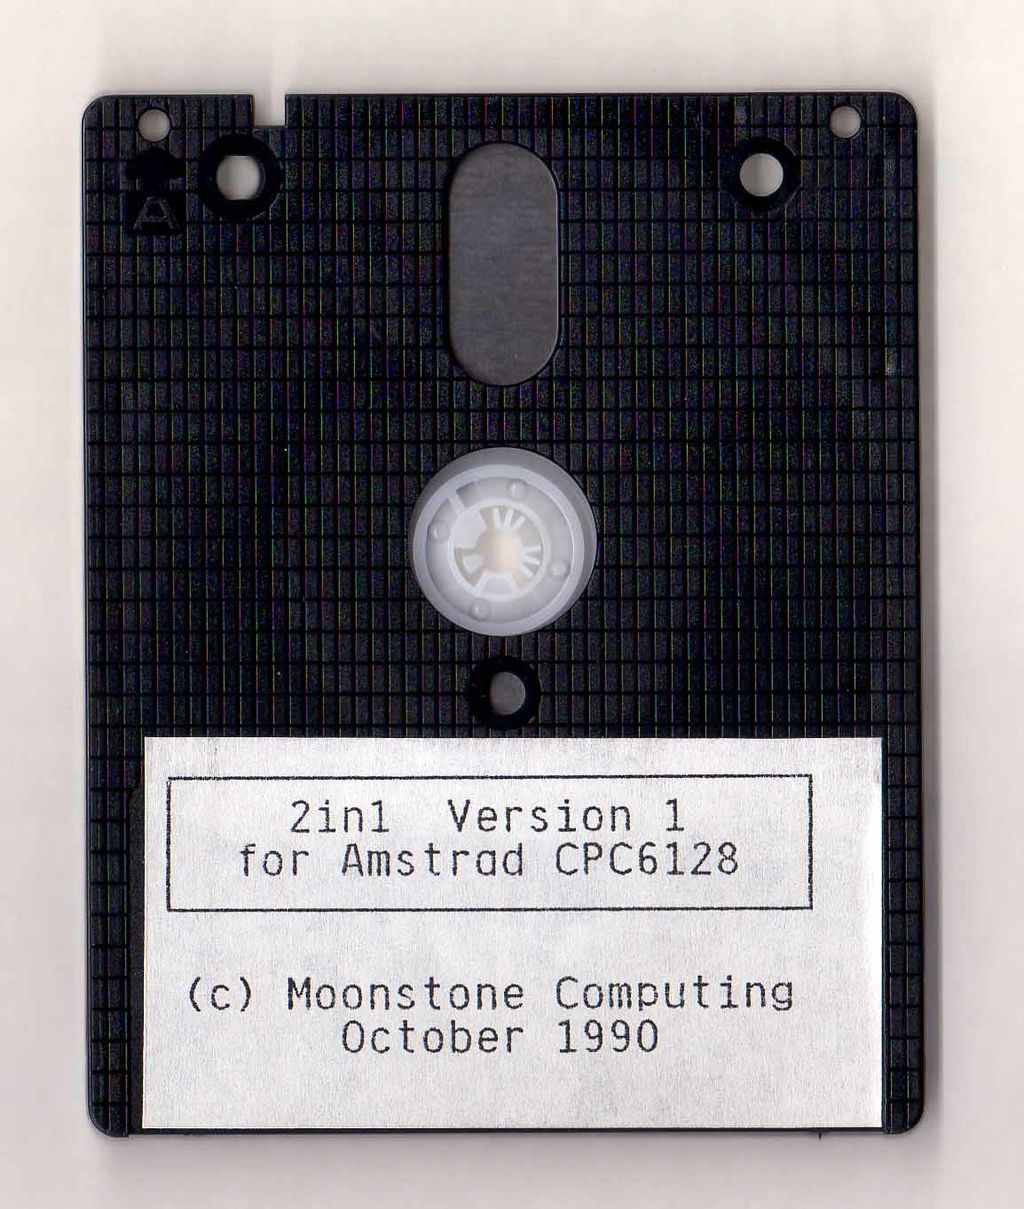 A
2in1 Version 1
for Amstrad CPC6128
(c) Moonstone Computing
October 1990